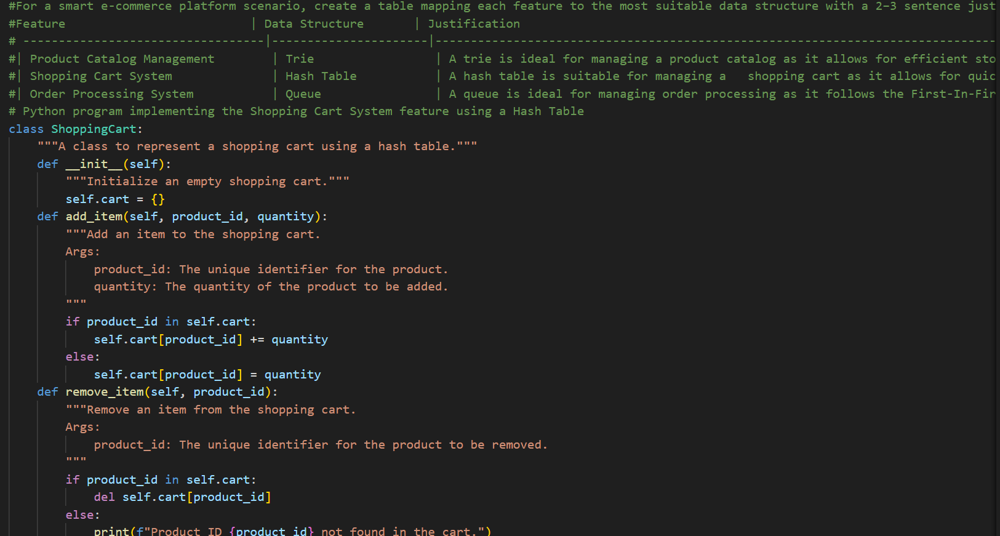 #For a smart e-commerce platform scenario, create a table mapping each feature to the most suitable data structure with a 2–3 sentence just
#Feature | Data Structure | Justification
# ----------------------------------|----------------------|--------------------------------------------------------------------------------
#| Product Catalog Management | Trie | A trie is ideal for managing a product catalog as it allows for efficient sto
#| Shopping Cart System | Hash Table | A hash table is suitable for managing a   shopping cart as it allows for quic
#| Order Processing System | Queue | A queue is ideal for managing order processing as it follows the First-In-Fir
# Python program implementing the Shopping Cart System feature using a Hash Table
class ShoppingCart:
    """A class to represent a shopping cart using a hash table."""
    def __init__(self):
        """Initialize an empty shopping cart."""
        self.cart = {}
    def add_item(self, product_id, quantity):
        """Add an item to the shopping cart.
        Args:
            product_id: The unique identifier for the product.
            quantity: The quantity of the product to be added.
        """
        if product_id in self.cart:
            self.cart[product_id] += quantity
        else:
            self.cart[product_id] = quantity
    def remove_item(self, product_id):
        """Remove an item from the shopping cart.
        Args:
            product_id: The unique identifier for the product to be removed.
        """
        if product_id in self.cart:
            del self.cart[product_id]
        else:
            print(f"Product ID {product_id} not found in the cart.")